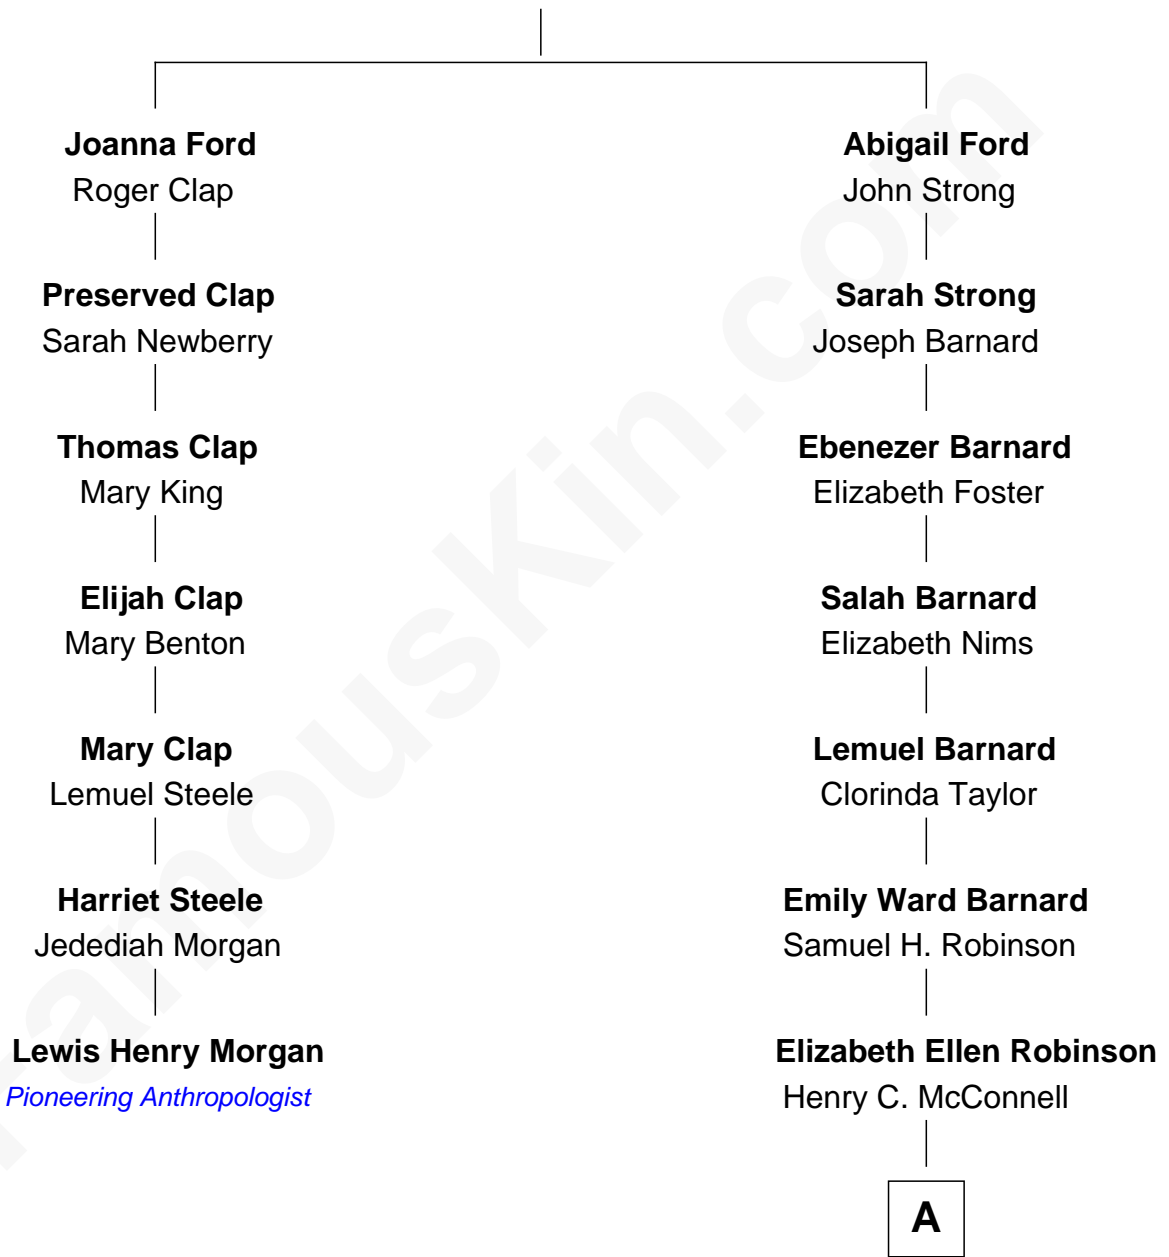 Joanna Ford
Roger Clap
Preserved Clap
Sarah Newberry
Thomas Clap
Mary King
Elijah Clap
Mary Benton
Mary Clap
Lemuel Steele
Harriet Steele
Jedediah Morgan
Lewis Henry Morgan
Pioneering Anthropologist
Abigail Ford
John Strong
Sarah Strong
Joseph Barnard
Ebenezer Barnard
Elizabeth Foster
Salah Barnard
Elizabeth Nims
Lemuel Barnard
Clorinda Taylor
Emily Ward Barnard
Samuel H. Robinson
Elizabeth Ellen Robinson
Henry C. McConnell
A
FamousKin.com